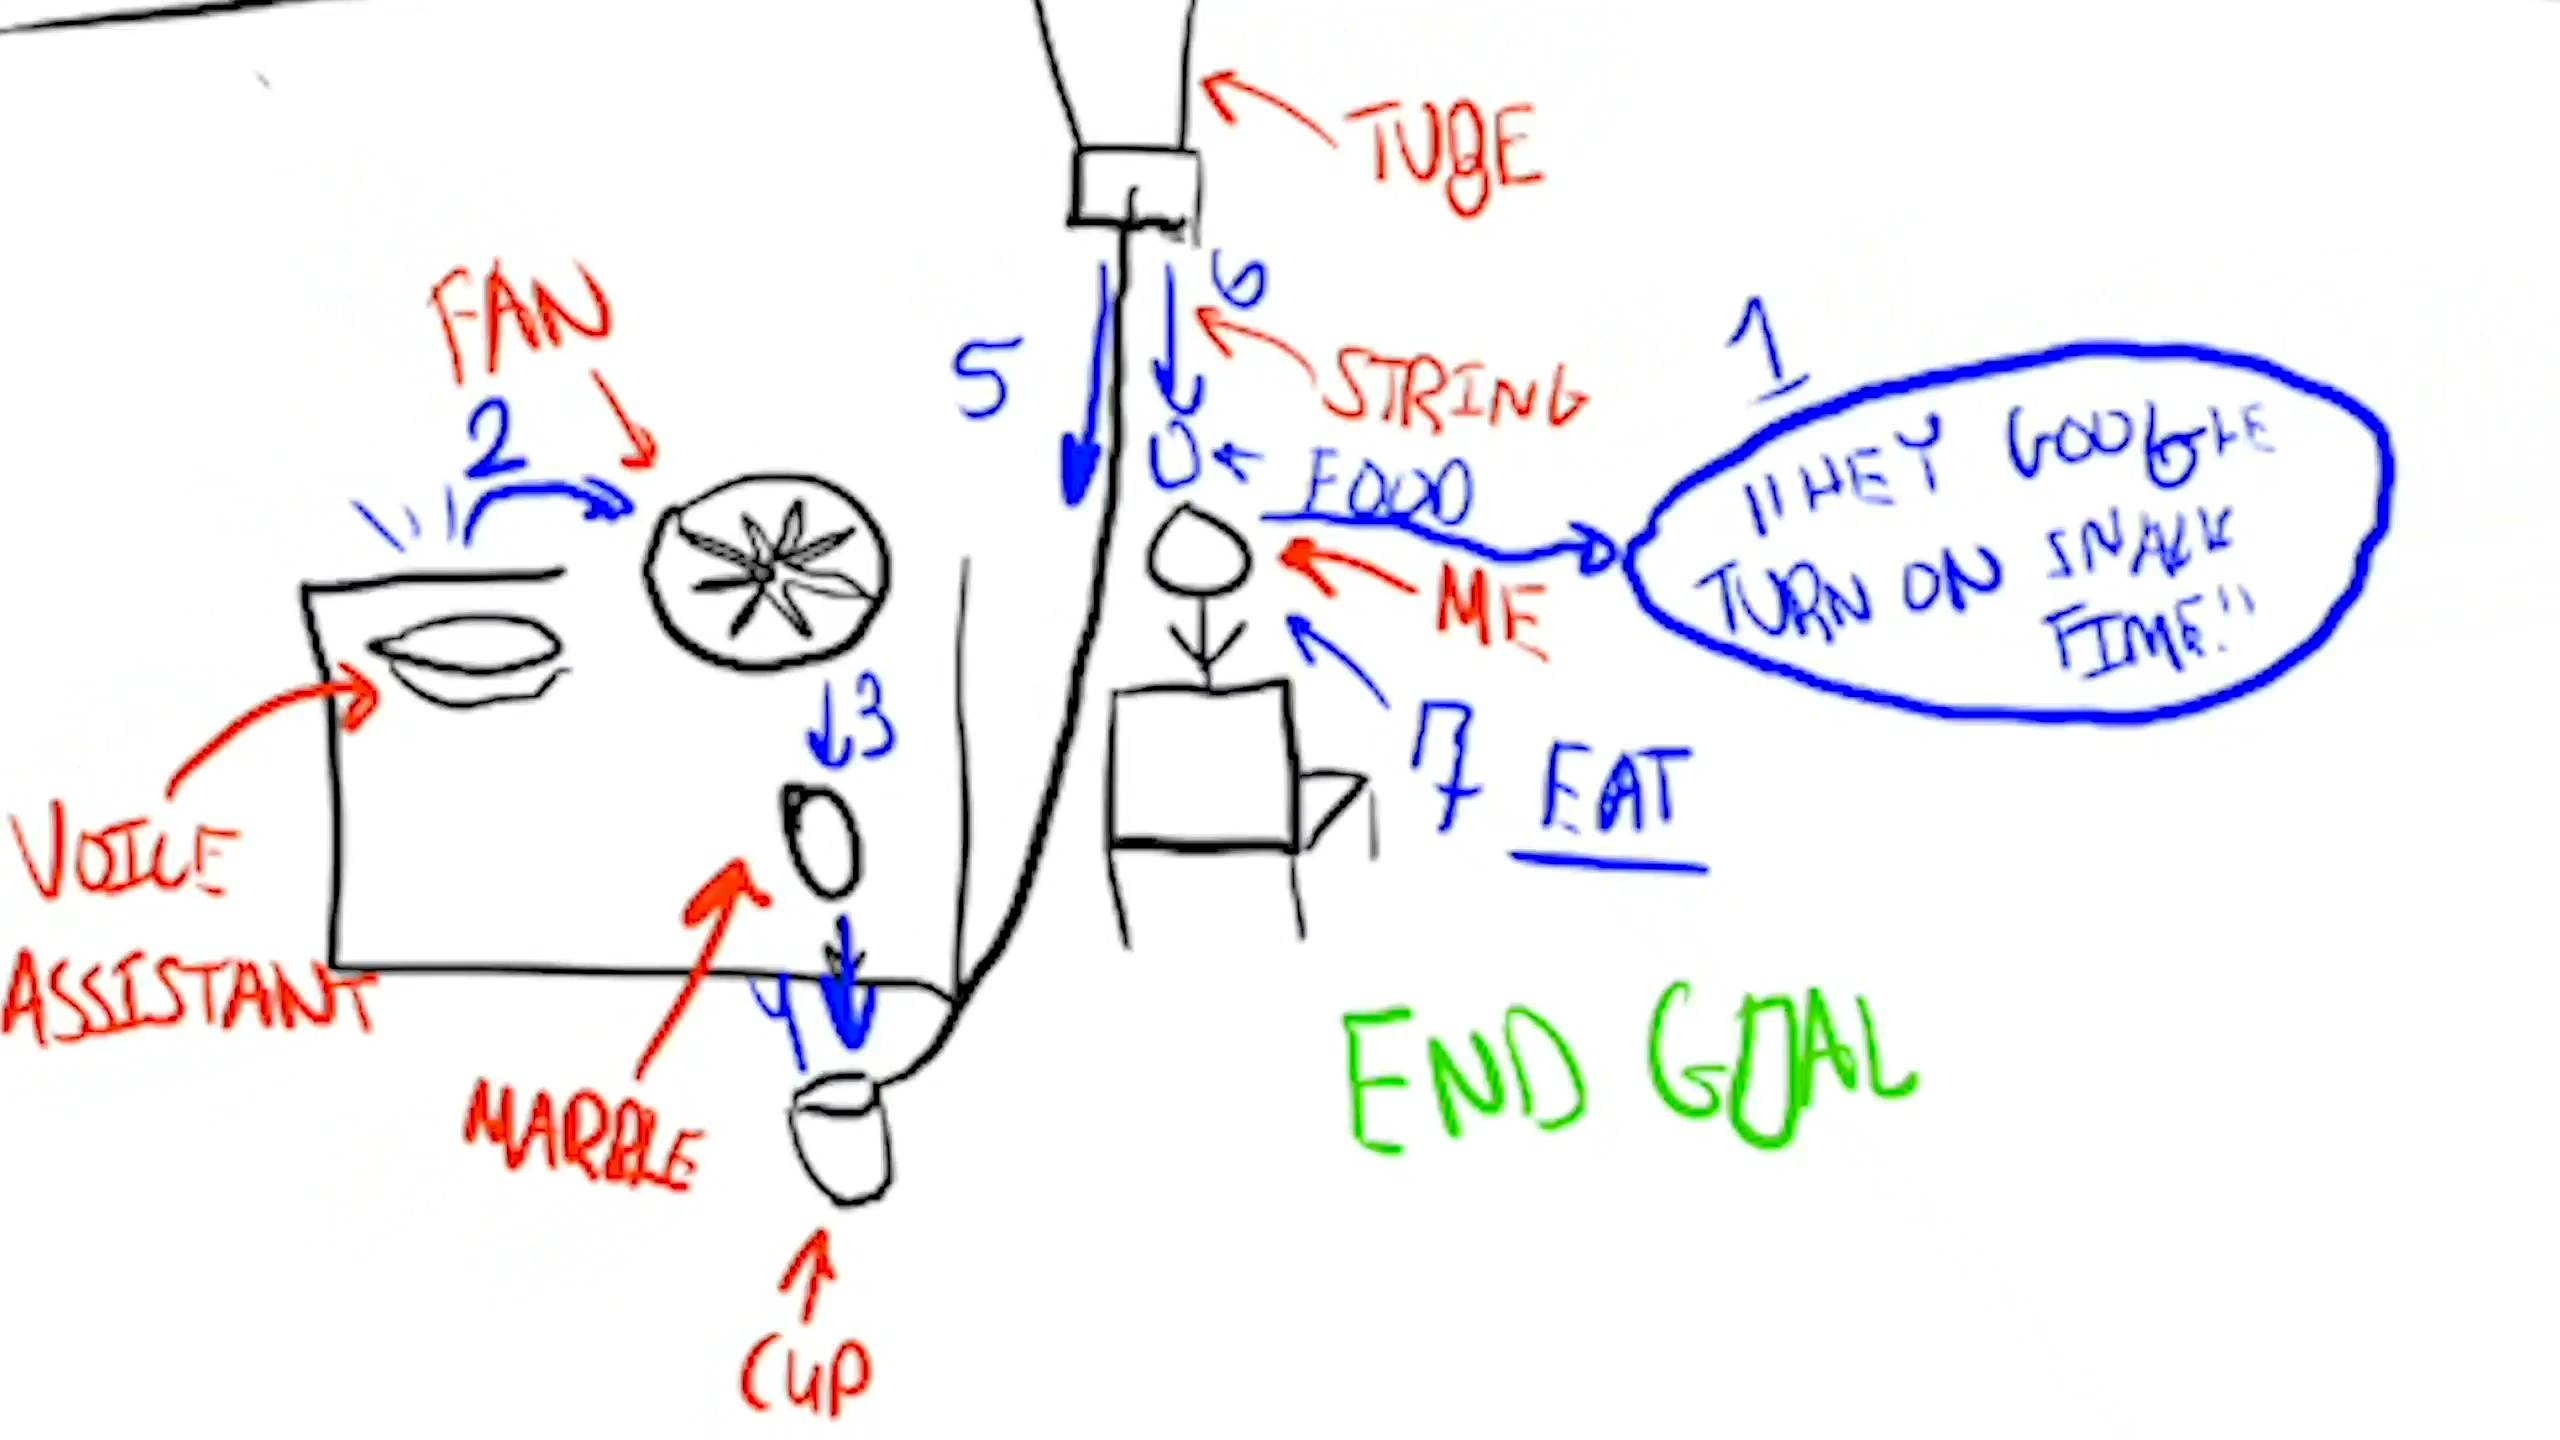 TUBE
FAN
6
2
5
STRING
1
"HEY GOOGLE
TURN ON SNACK
TIME!"
FOOD
ME
3
7 EAT
VOICE
ASSISTANT
4
MARBLE
END GOAL
CUP